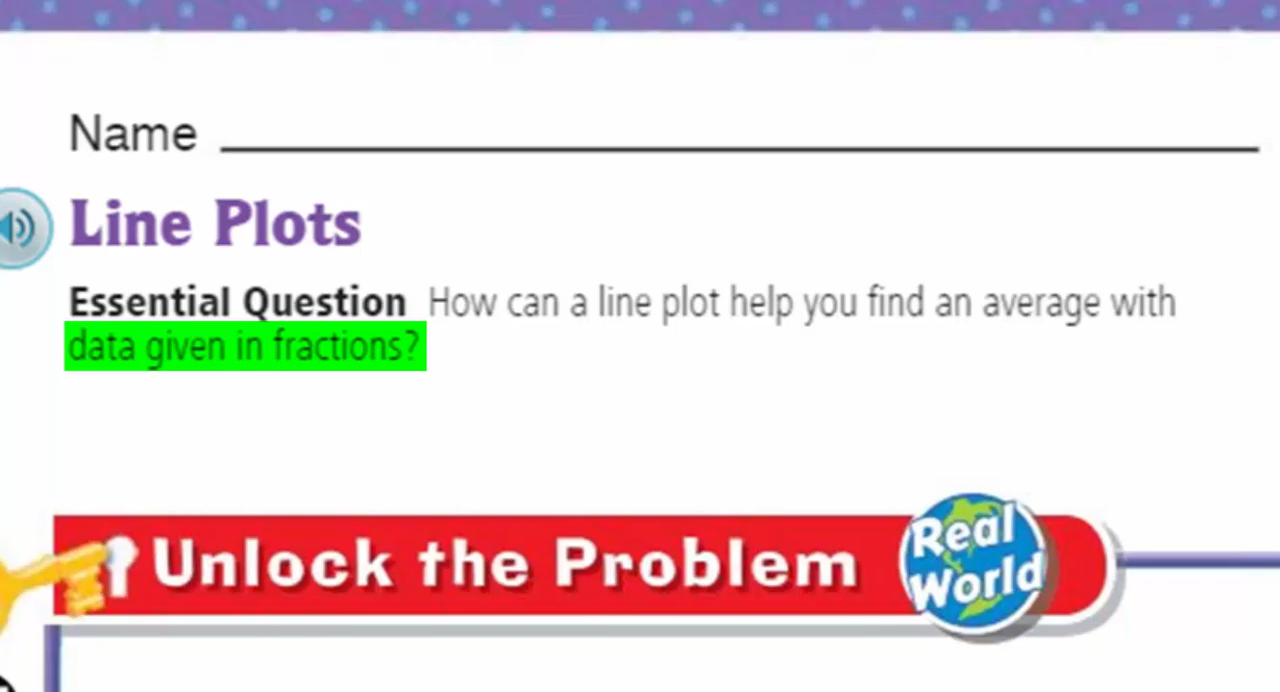 Name
Line Plots
Essential Question How can a line plot help you find an average with
data given in fractions?
Unlock the Problem
Real
World